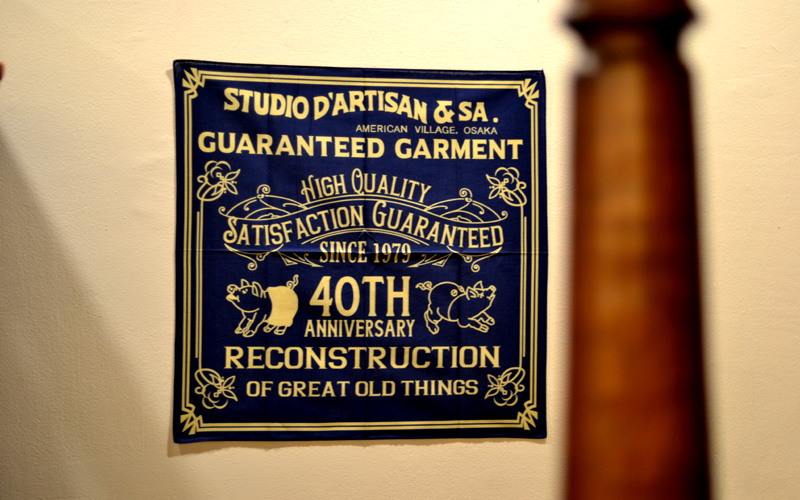 STUDIO D'ARTISAN & SA.
AMERICAN VILLAGE. OSAKA
GUARANTEED GARMENT
HIGH QUALITY
SATISFACTION GUARANTEED
SINCE 1979
40TH
ANNIVERSARY
RECONSTRUCTION
OF GREAT OLD THINGS